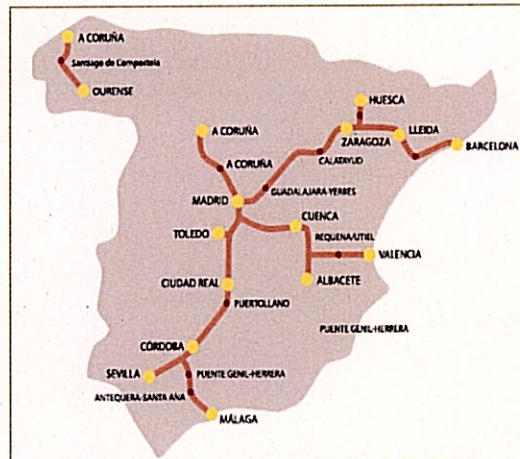 A CORUÑA
Santiago de Compostela
OURENSE
HUESCA
A CORUÑA
ZARAGOZA
LLEIDA
BARCELONA
A CORUÑA
CALATAYUD
GUADALAJARA-YERBES
MADRID
CUENCA
TOLEDO
REQUENA/UTIEL
VALENCIA
CIUDAD REAL
ALBACETE
PUERTOLLANO
PUENTE GENIL-HERRERA
CÓRDOBA
SEVILLA
PUENTE GENIL-HERRERA
ANTEQUERA-SANTA ANA
MÁLAGA